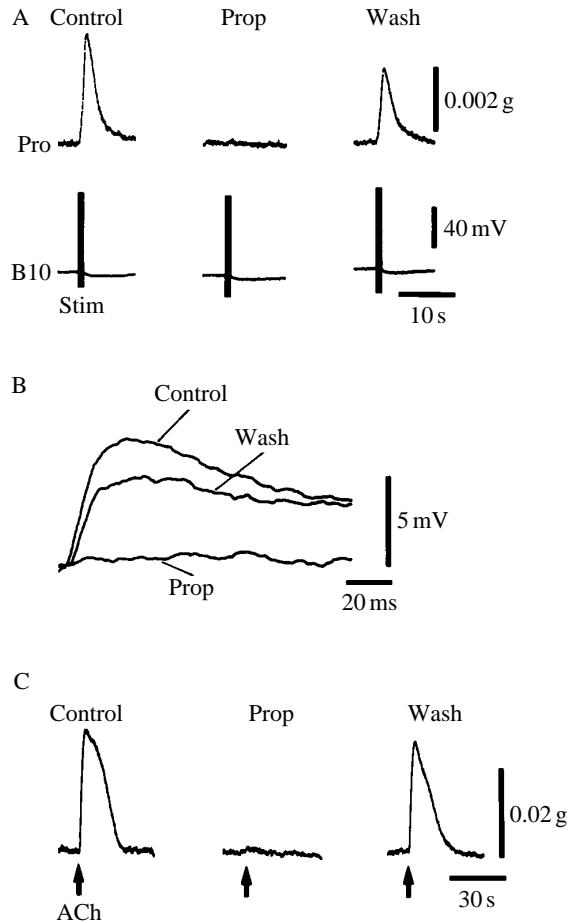 A
Control Prop Wash
0.002 g
Pro
40 mV
B10
Stim
10 s
B
Control
Wash
5 mV
Prop
20 ms
C
Control Prop Wash
0.02 g
ACh
30 s